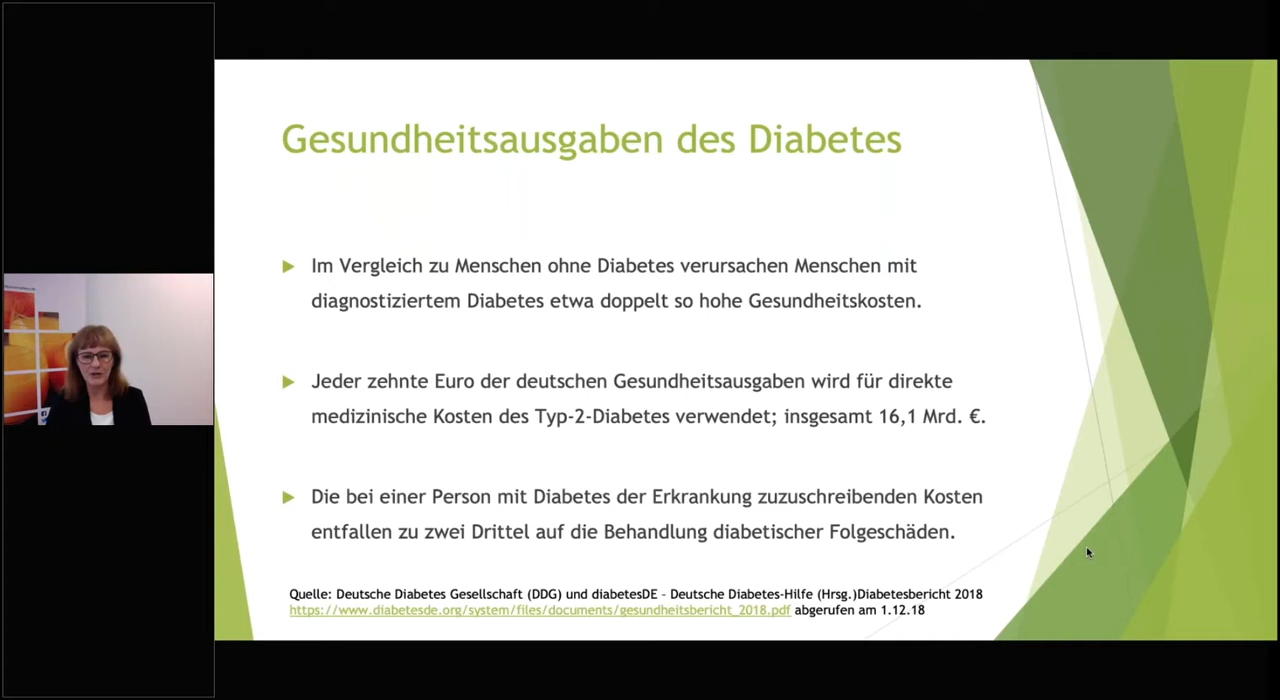 Gesundheitsausgaben des Diabetes
Im Vergleich zu Menschen ohne Diabetes verursachen Menschen mit
diagnostiziertem Diabetes etwa doppelt so hohe Gesundheitskosten.
Jeder zehnte Euro der deutschen Gesundheitsausgaben wird für direkte
medizinische Kosten des Typ-2-Diabetes verwendet; insgesamt 16,1 Mrd. €.
Die bei einer Person mit Diabetes der Erkrankung zuzuschreibenden Kosten
entfallen zu zwei Drittel auf die Behandlung diabetischer Folgeschäden.
Quelle: Deutsche Diabetes Gesellschaft (DDG) und diabetesDE – Deutsche Diabetes-Hilfe (Hrsg.)Diabetesbericht 2018
https://www.diabetesde.org/system/files/documents/gesundheitsbericht_2018.pdf abgerufen am 1.12.18